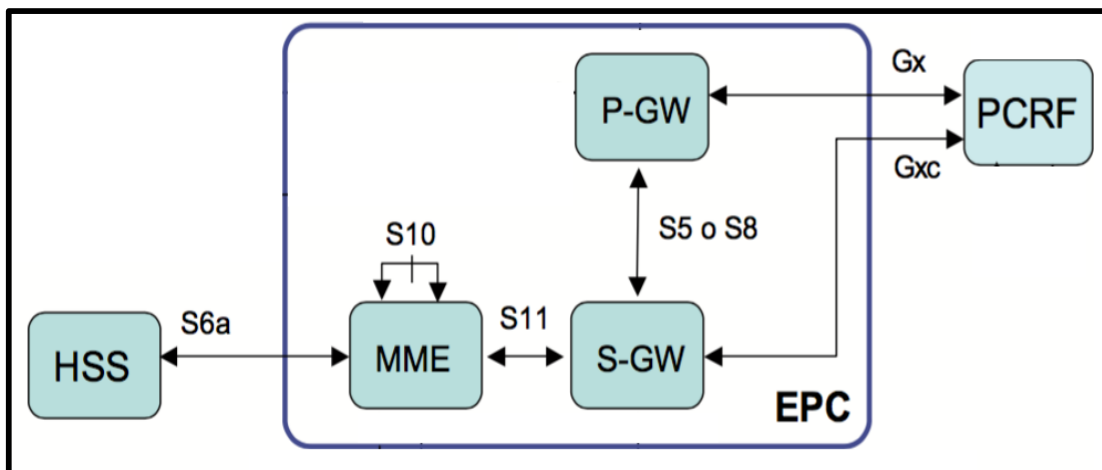 Gx
P-GW
PCRF
Gxc
S5 o S8
S10
S6a
S11
HSS
MME
S-GW
EPC